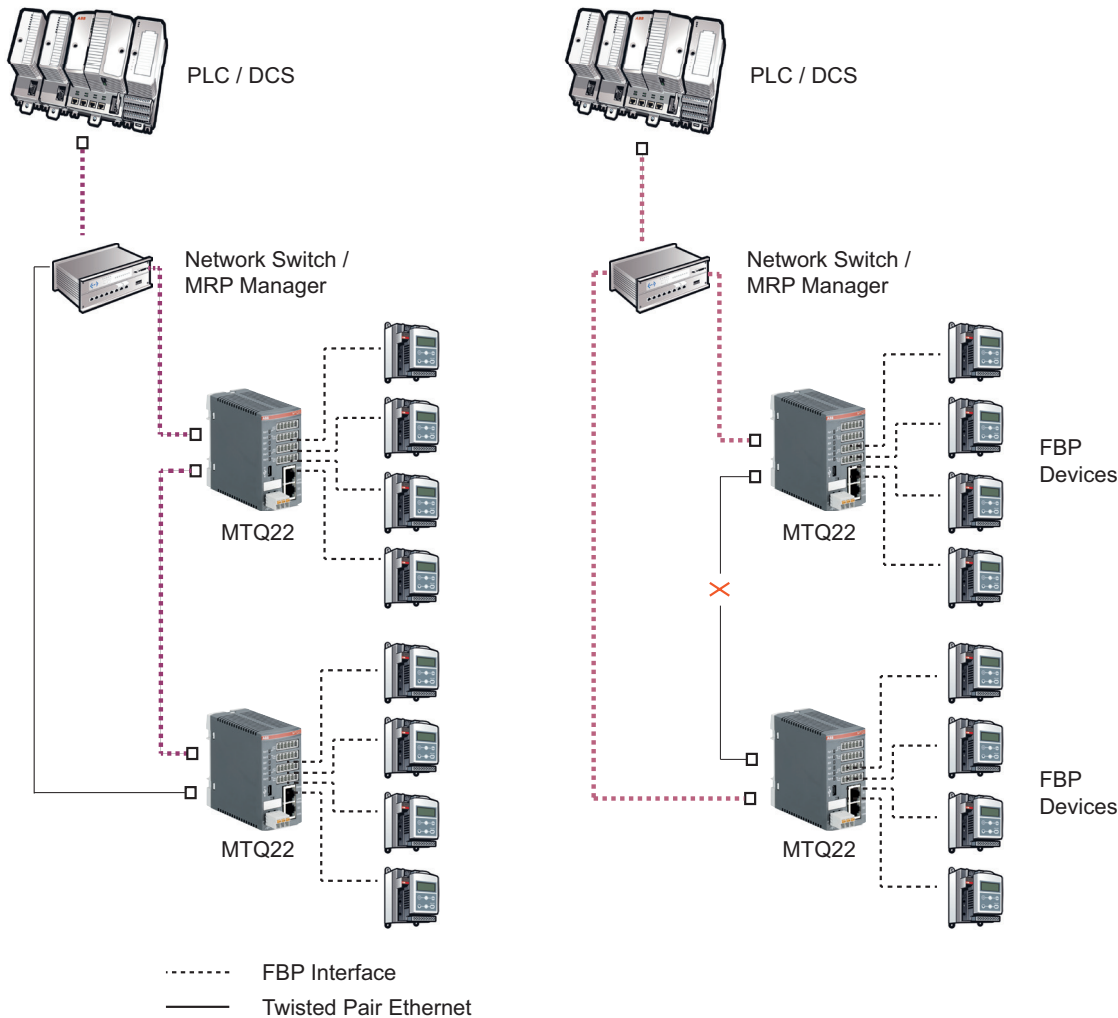 PLC / DCS
PLC / DCS
Network Switch /
MRP Manager
Network Switch /
MRP Manager
MTQ22
MTQ22
FBP
Devices
MTQ22
MTQ22
FBP
Devices
FBP Interface
Twisted Pair Ethernet